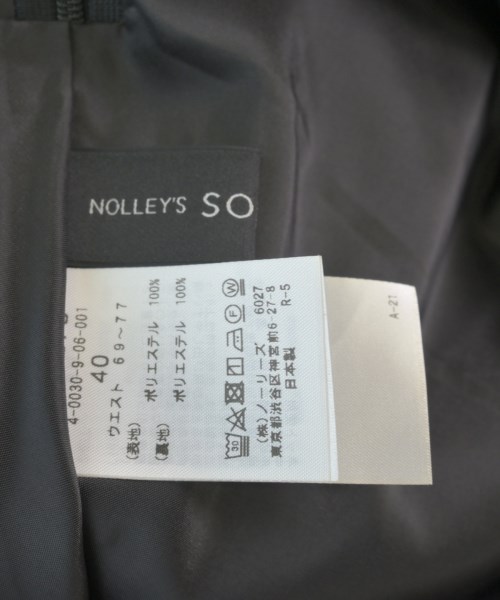 NOLLEY'S SO
4-0030-9-06-001
40
ウエスト 69～77
(表地) ポリエステル 100%
(裏地) ポリエステル 100%
30
F W
(株)ノーリーズ 6027
東京都渋谷区神宮前6-27-8
日本製 R-5
A-21